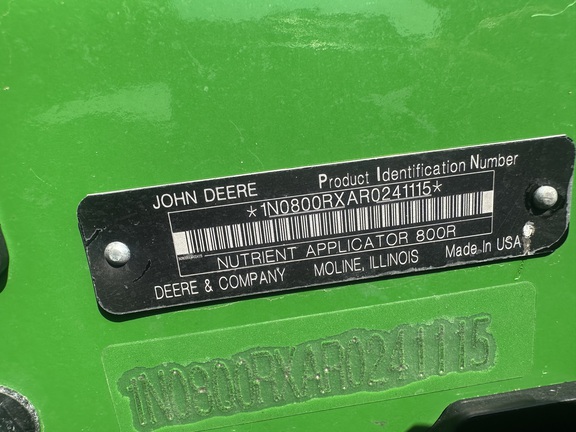 JOHN DEERE Product Identification Number
*1N0800RXAR0241115*
NUTRIENT APPLICATOR 800R
DEERE & COMPANY MOLINE, ILLINOIS Made In USA
1N0800RXAR0241115